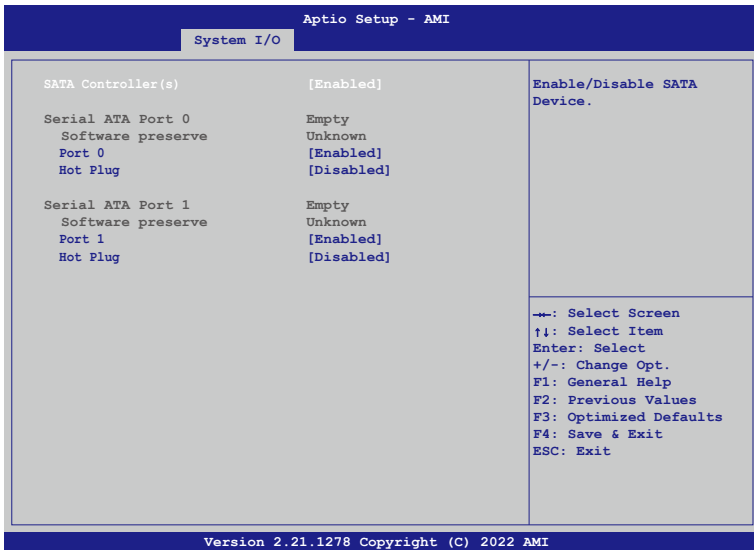 Aptio Setup - AMI
System I/O
SATA Controller(s) [Enabled]
Serial ATA Port 0 Empty
Software preserve Unknown
Port 0 [Enabled]
Hot Plug [Disabled]
Serial ATA Port 1 Empty
Software preserve Unknown
Port 1 [Enabled]
Hot Plug [Disabled]
Enable/Disable SATA
Device.
→←: Select Screen
↑↓: Select Item
Enter: Select
+/-: Change Opt.
F1: General Help
F2: Previous Values
F3: Optimized Defaults
F4: Save & Exit
ESC: Exit
Version 2.21.1278 Copyright (C) 2022 AMI